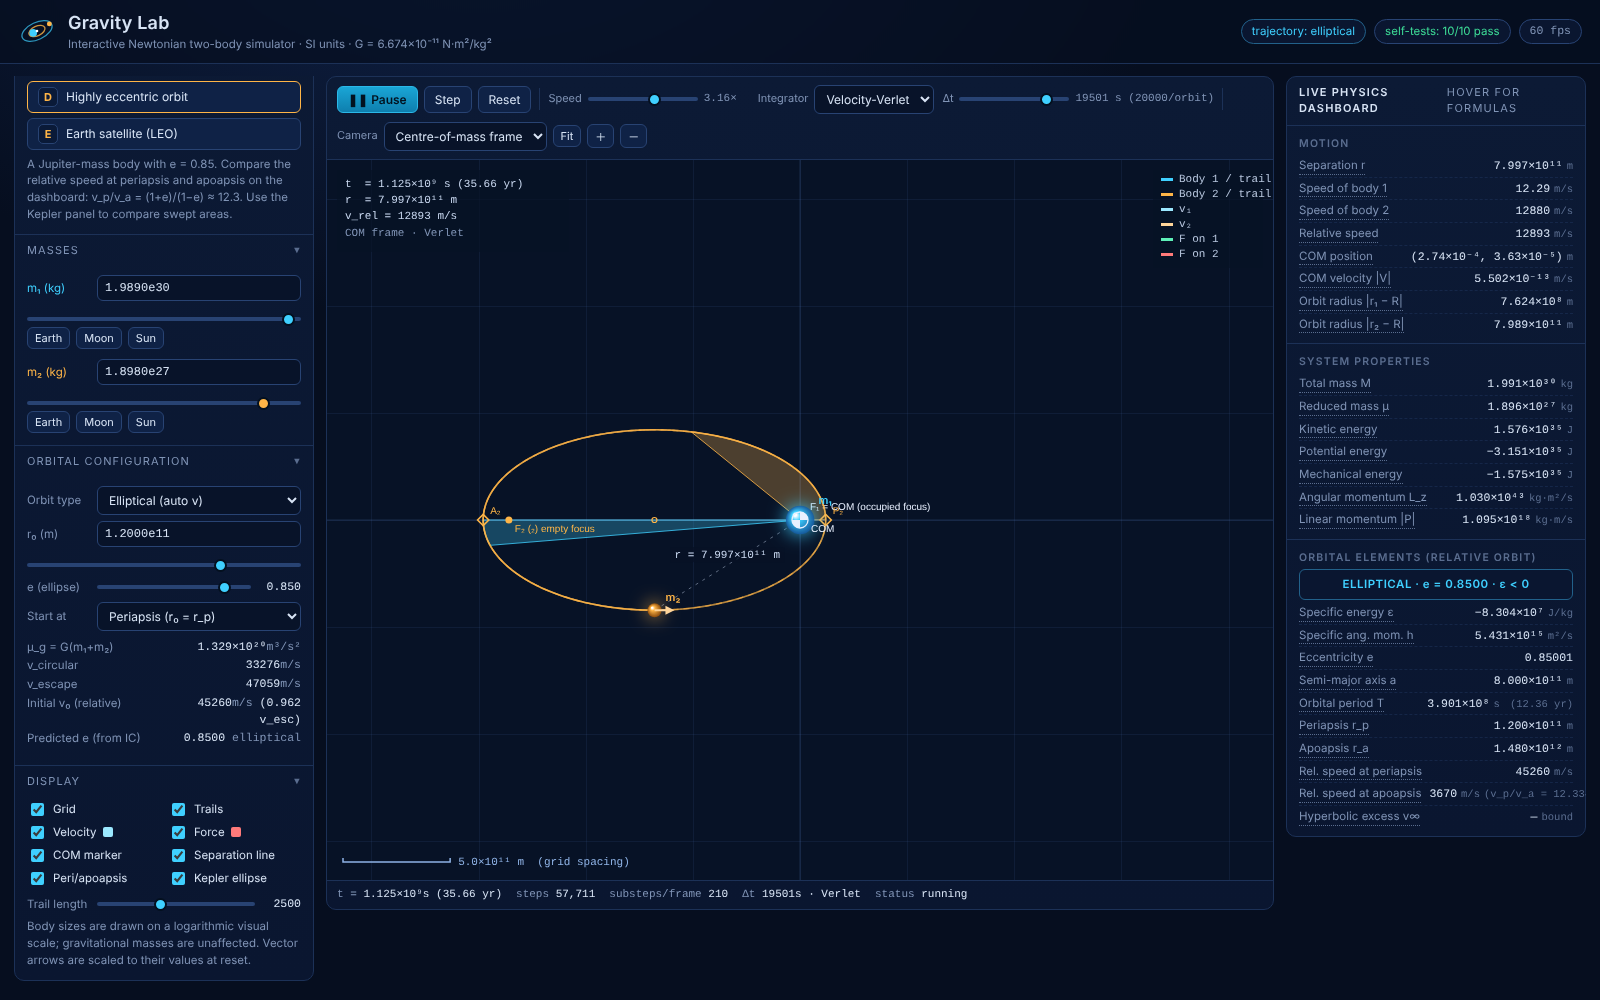 Gravity Lab
Interactive Newtonian two-body simulator · SI units · G = 6.674×10⁻¹¹ N·m²/kg²
trajectory: elliptical
self-tests: 10/10 pass
60 fps
D Highly eccentric orbit
E Earth satellite (LEO)
A Jupiter-mass body with e = 0.85. Compare the
relative speed at periapsis and apoapsis on the
dashboard: v_p/v_a = (1+e)/(1−e) ≈ 12.3. Use the
Kepler panel to compare swept areas.
MASSES ▼
m₁ (kg) 1.9890e30
Earth Moon Sun
m₂ (kg) 1.8980e27
Earth Moon Sun
ORBITAL CONFIGURATION ▼
Orbit type Elliptical (auto v)
r₀ (m) 1.2000e11
e (ellipse) 0.850
Start at Periapsis (r₀ = r_p)
μ_g = G(m₁+m₂) 1.329×10²⁰m³/s²
v_circular 33276m/s
v_escape 47059m/s
Initial v₀ (relative) 45260m/s (0.962
v_esc)
Predicted e (from IC) 0.8500 elliptical
DISPLAY ▼
Grid Trails
Velocity Force
COM marker Separation line
Peri/apoapsis Kepler ellipse
Trail length 2500
Body sizes are drawn on a logarithmic visual
scale; gravitational masses are unaffected. Vector
arrows are scaled to their values at reset.
❚❚ Pause Step Reset Speed 3.16× Integrator Velocity-Verlet Δt 19501 s (20000/orbit)
Camera Centre-of-mass frame Fit + −
t = 1.125×10⁹ s (35.66 yr)
r = 7.997×10¹¹ m
v_rel = 12893 m/s
COM frame · Verlet
Body 1 / trail
Body 2 / trail
v₁
v₂
F on 1
F on 2
A₂
F₂ (₂) empty focus
m₁
F₁ = COM (occupied focus)
P₂
COM
r = 7.997×10¹¹ m
m₂
5.0×10¹¹ m (grid spacing)
t = 1.125×10⁹s (35.66 yr) steps 57,711 substeps/frame 210 Δt 19501s · Verlet status running
LIVE PHYSICS
DASHBOARD
HOVER FOR
FORMULAS
MOTION
Separation r 7.997×10¹¹ m
Speed of body 1 12.29 m/s
Speed of body 2 12880 m/s
Relative speed 12893 m/s
COM position (2.74×10⁻⁴, 3.63×10⁻⁵) m
COM velocity |V| 5.502×10⁻¹³ m/s
Orbit radius |r₁ − R| 7.624×10⁸ m
Orbit radius |r₂ − R| 7.989×10¹¹ m
SYSTEM PROPERTIES
Total mass M 1.991×10³⁰ kg
Reduced mass μ 1.896×10²⁷ kg
Kinetic energy 1.576×10³⁵ J
Potential energy −3.151×10³⁵ J
Mechanical energy −1.575×10³⁵ J
Angular momentum L_z 1.030×10⁴³ kg·m²/s
Linear momentum |P| 1.095×10¹⁸ kg·m/s
ORBITAL ELEMENTS (RELATIVE ORBIT)
ELLIPTICAL · e = 0.8500 · ε < 0
Specific energy ε −8.304×10⁷ J/kg
Specific ang. mom. h 5.431×10¹⁵ m²/s
Eccentricity e 0.85001
Semi-major axis a 8.000×10¹¹ m
Orbital period T 3.901×10⁸ s (12.36 yr)
Periapsis r_p 1.200×10¹¹ m
Apoapsis r_a 1.480×10¹² m
Rel. speed at periapsis 45260 m/s
Rel. speed at apoapsis 3670 m/s (v_p/v_a = 12.33
Hyperbolic excess v∞ — bound